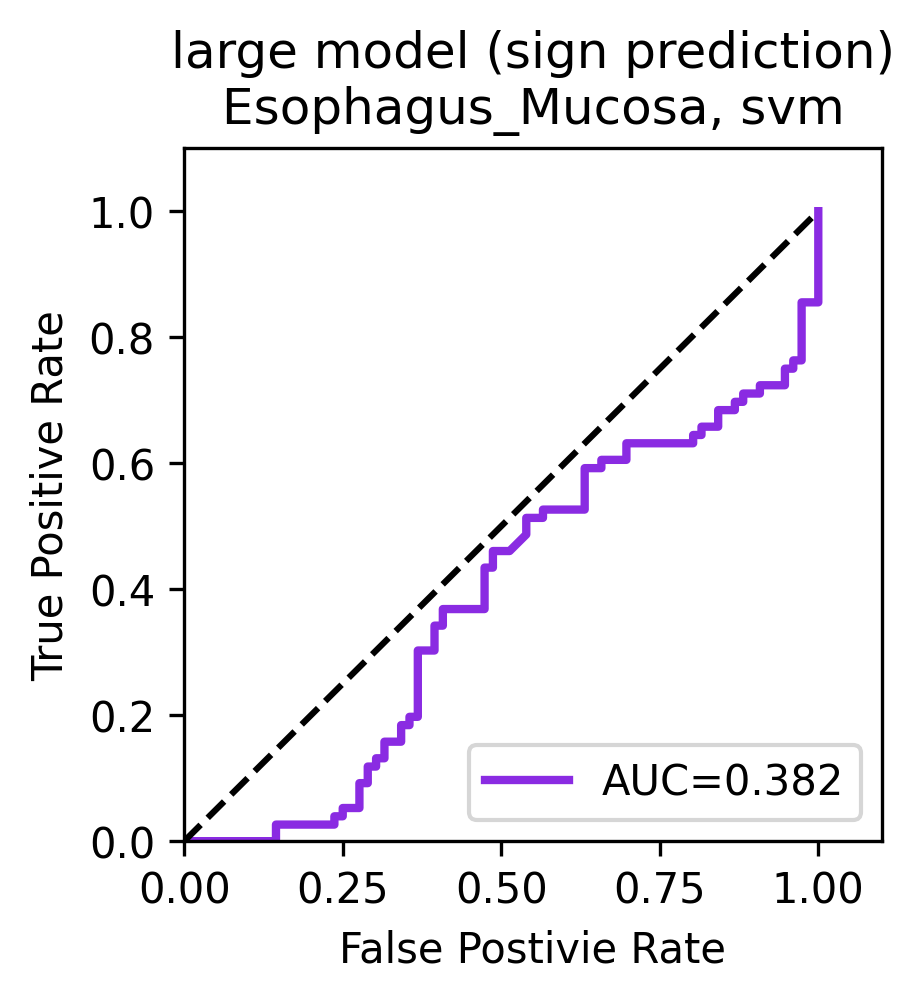 large model (sign prediction)
Esophagus_Mucosa, svm
1.0
0.8
0.6
0.4
0.2
0.0
True Positive Rate
AUC=0.382
0.00 0.25 0.50 0.75 1.00
False Postivie Rate